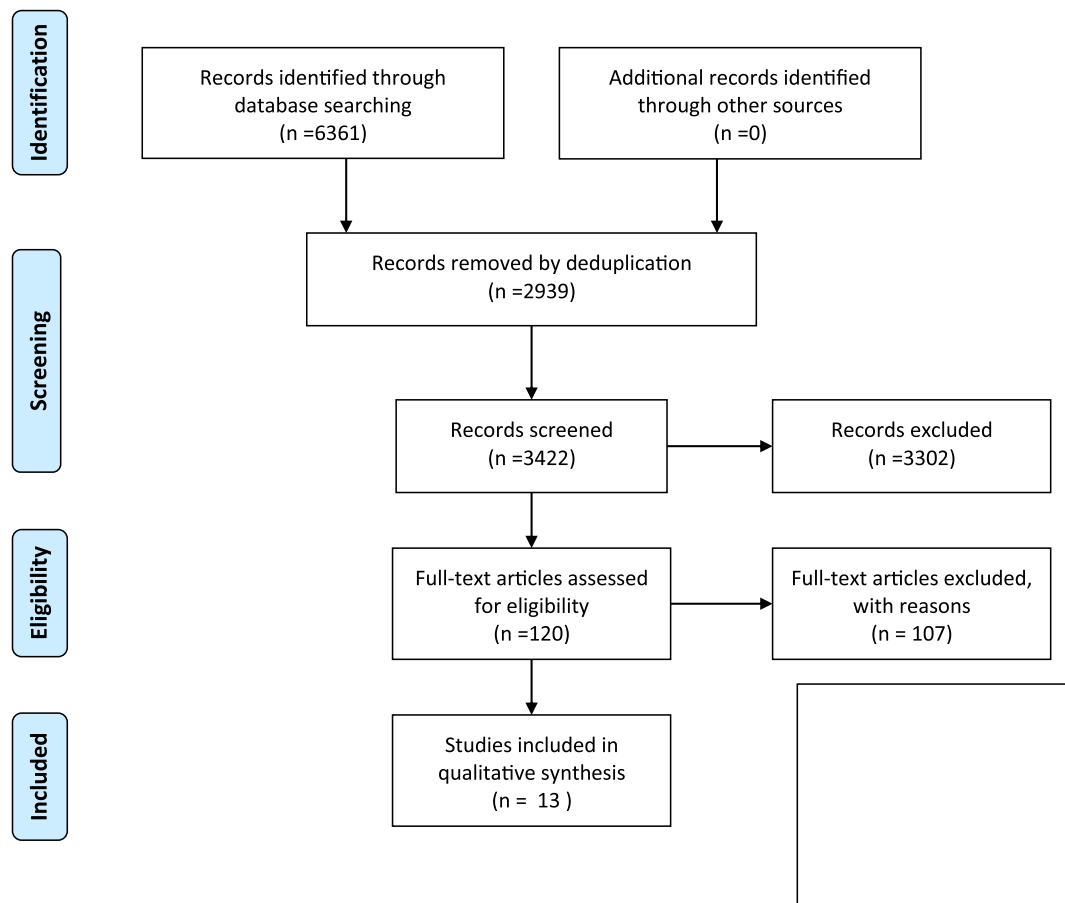 Identification
Records identified through
database searching
(n =6361)
Additional records identified
through other sources
(n =0)
Screening
Records removed by deduplication
(n =2939)
Records screened
(n =3422)
Records excluded
(n =3302)
Eligibility
Full-text articles assessed
for eligibility
(n =120)
Full-text articles excluded,
with reasons
(n = 107)
Included
Studies included in
qualitative synthesis
(n =  13 )